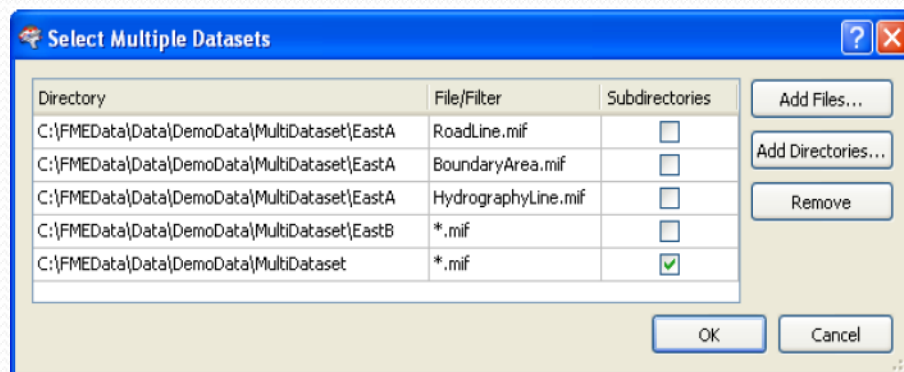 Select Multiple Datasets
Directory File/Filter Subdirectories
C:\FMEData\Data\DemoData\MultiDataset\EastA RoadLine.mif
C:\FMEData\Data\DemoData\MultiDataset\EastA BoundaryArea.mif
C:\FMEData\Data\DemoData\MultiDataset\EastA HydrographyLine.mif
C:\FMEData\Data\DemoData\MultiDataset\EastB *.mif
C:\FMEData\Data\DemoData\MultiDataset *.mif
Add Files...
Add Directories...
Remove
OK Cancel